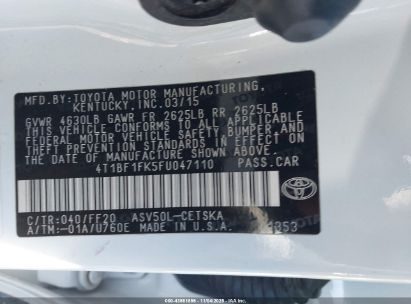 MFD.BY:TOYOTA MOTOR MANUFACTURING,
KENTUCKY, INC. 03/15
GVWR 4630LB GAWR FR 2625LB RR 2625LB
THIS VEHICLE CONFORMS TO ALL APPLICABLE
FEDERAL MOTOR VEHICLE SAFETY, BUMPER, AND
THEFT PREVENTION STANDARDS IN EFFECT ON
THE DATE OF MANUFACTURE SHOWN ABOVE.
4T1BF1FK5FU047110 PASS.CAR
C/TR:040/FF20 ASV50L-CETSKA
A/TM:-01A/U760E MADE IN U.S.A.
TOYOTA